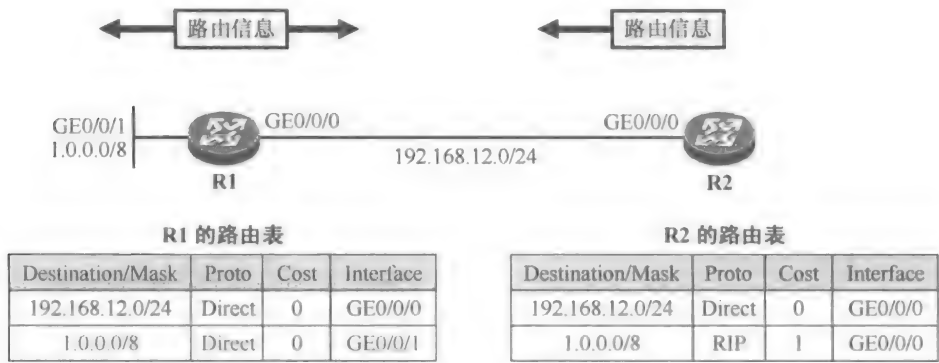 路由信息
路由信息
GE0/0/1
1.0.0.0/8
GE0/0/0
GE0/0/0
192.168.12.0/24
R1
R2
R1 的路由表
Destination/Mask Proto Cost Interface
192.168.12.0/24 Direct 0 GE0/0/0
1.0.0.0/8 Direct 0 GE0/0/1
R2 的路由表
Destination/Mask Proto Cost Interface
192.168.12.0/24 Direct 0 GE0/0/0
1.0.0.0/8 RIP 1 GE0/0/0